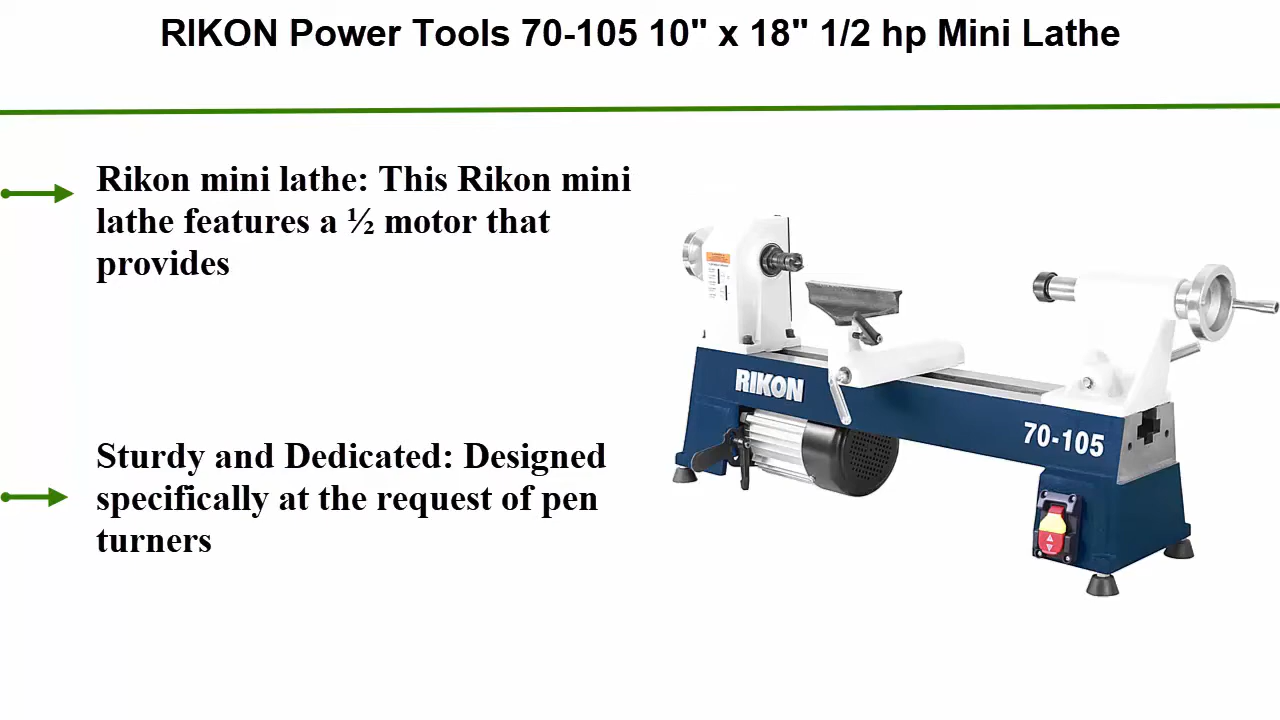 RIKON Power Tools 70-105 10" x 18" 1/2 hp Mini Lathe
Rikon mini lathe: This Rikon mini
lathe features a ½ motor that
provides
Sturdy and Dedicated: Designed
specifically at the request of pen
turners
RIKON
70-105